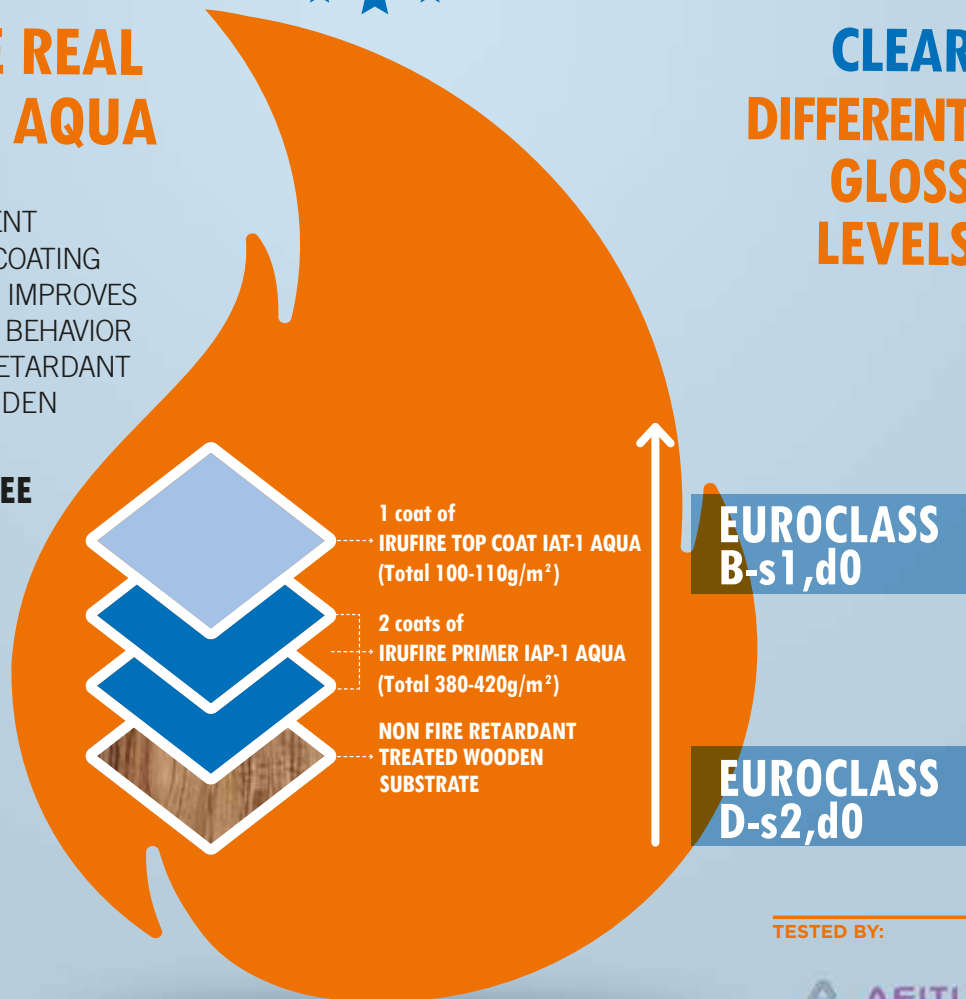 E REAL
AQUA
ENT
COATING
IMPROVES
BEHAVIOR
ETARDANT
DEN
EE
CLEAR
DIFFERENT
GLOSS
LEVELS
1 coat of
IRUFIRE TOP COAT IAT-1 AQUA
(Total 100-110g/m²)
2 coats of
IRUFIRE PRIMER IAP-1 AQUA
(Total 380-420g/m²)
NON FIRE RETARDANT
TREATED WOODEN
SUBSTRATE
EUROCLASS
B-s1,d0
EUROCLASS
D-s2,d0
TESTED BY: